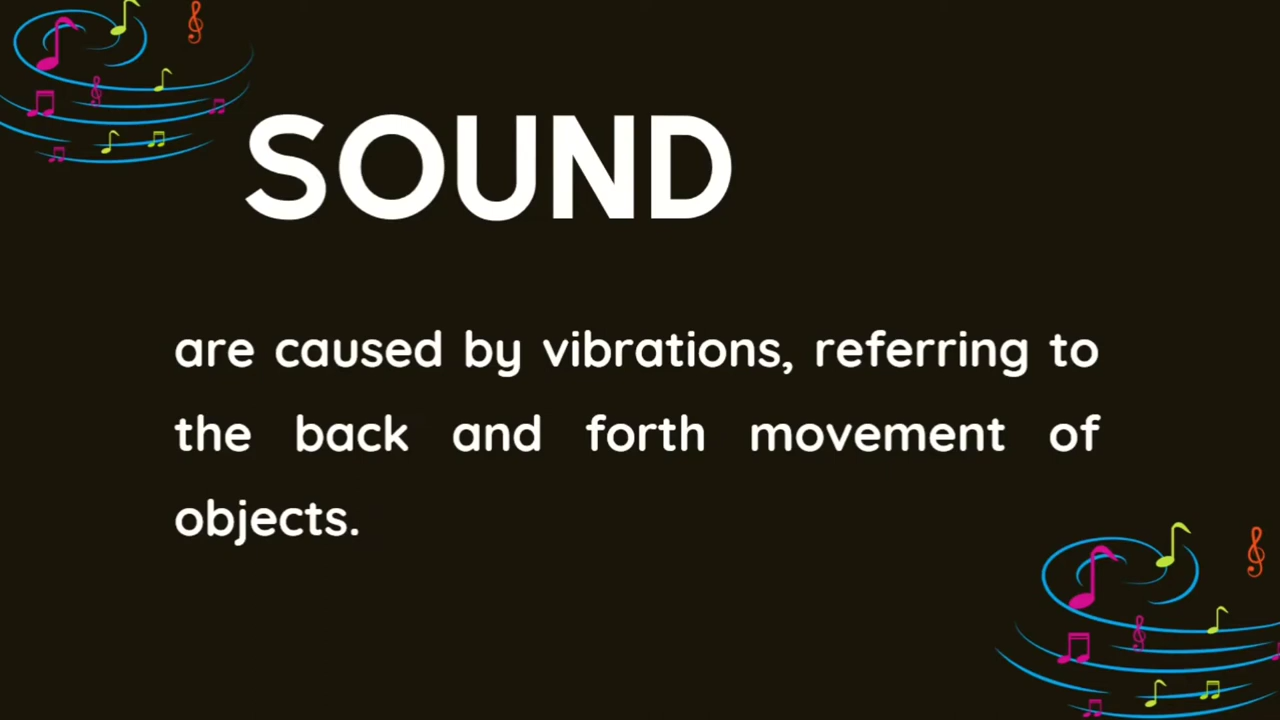 SOUND
are caused by vibrations, referring to
the back and forth movement of
objects.